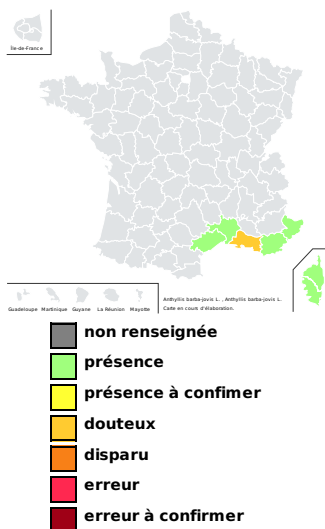 Île-de-France
Guadeloupe Martinique Guyane La Réunion Mayotte
Anthyllis barba-jovis L. , Anthyllis barba-jovis L.
Carte en cours d'élaboration.
non renseignée
présence
présence à confimer
douteux
disparu
erreur
erreur à confirmer